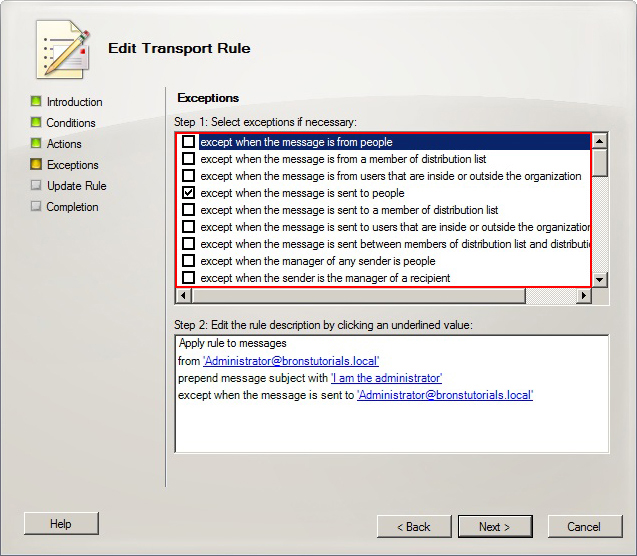 Edit Transport Rule
Introduction
Conditions
Actions
Exceptions
Update Rule
Completion
Exceptions
Step 1: Select exceptions if necessary:
except when the message is from people
except when the message is from a member of distribution list
except when the message is from users that are inside or outside the organization
except when the message is sent to people
except when the message is sent to a member of distribution list
except when the message is sent to users that are inside or outside the organization
except when the message is sent between members of distribution list and distributi
except when the manager of any sender is people
except when the sender is the manager of a recipient
Step 2: Edit the rule description by clicking an underlined value:
Apply rule to messages
from 'Administrator@bronstutorials.local'
prepend message subject with 'I am the administrator'
except when the message is sent to 'Administrator@bronstutorials.local'
Help
< Back
Next >
Cancel